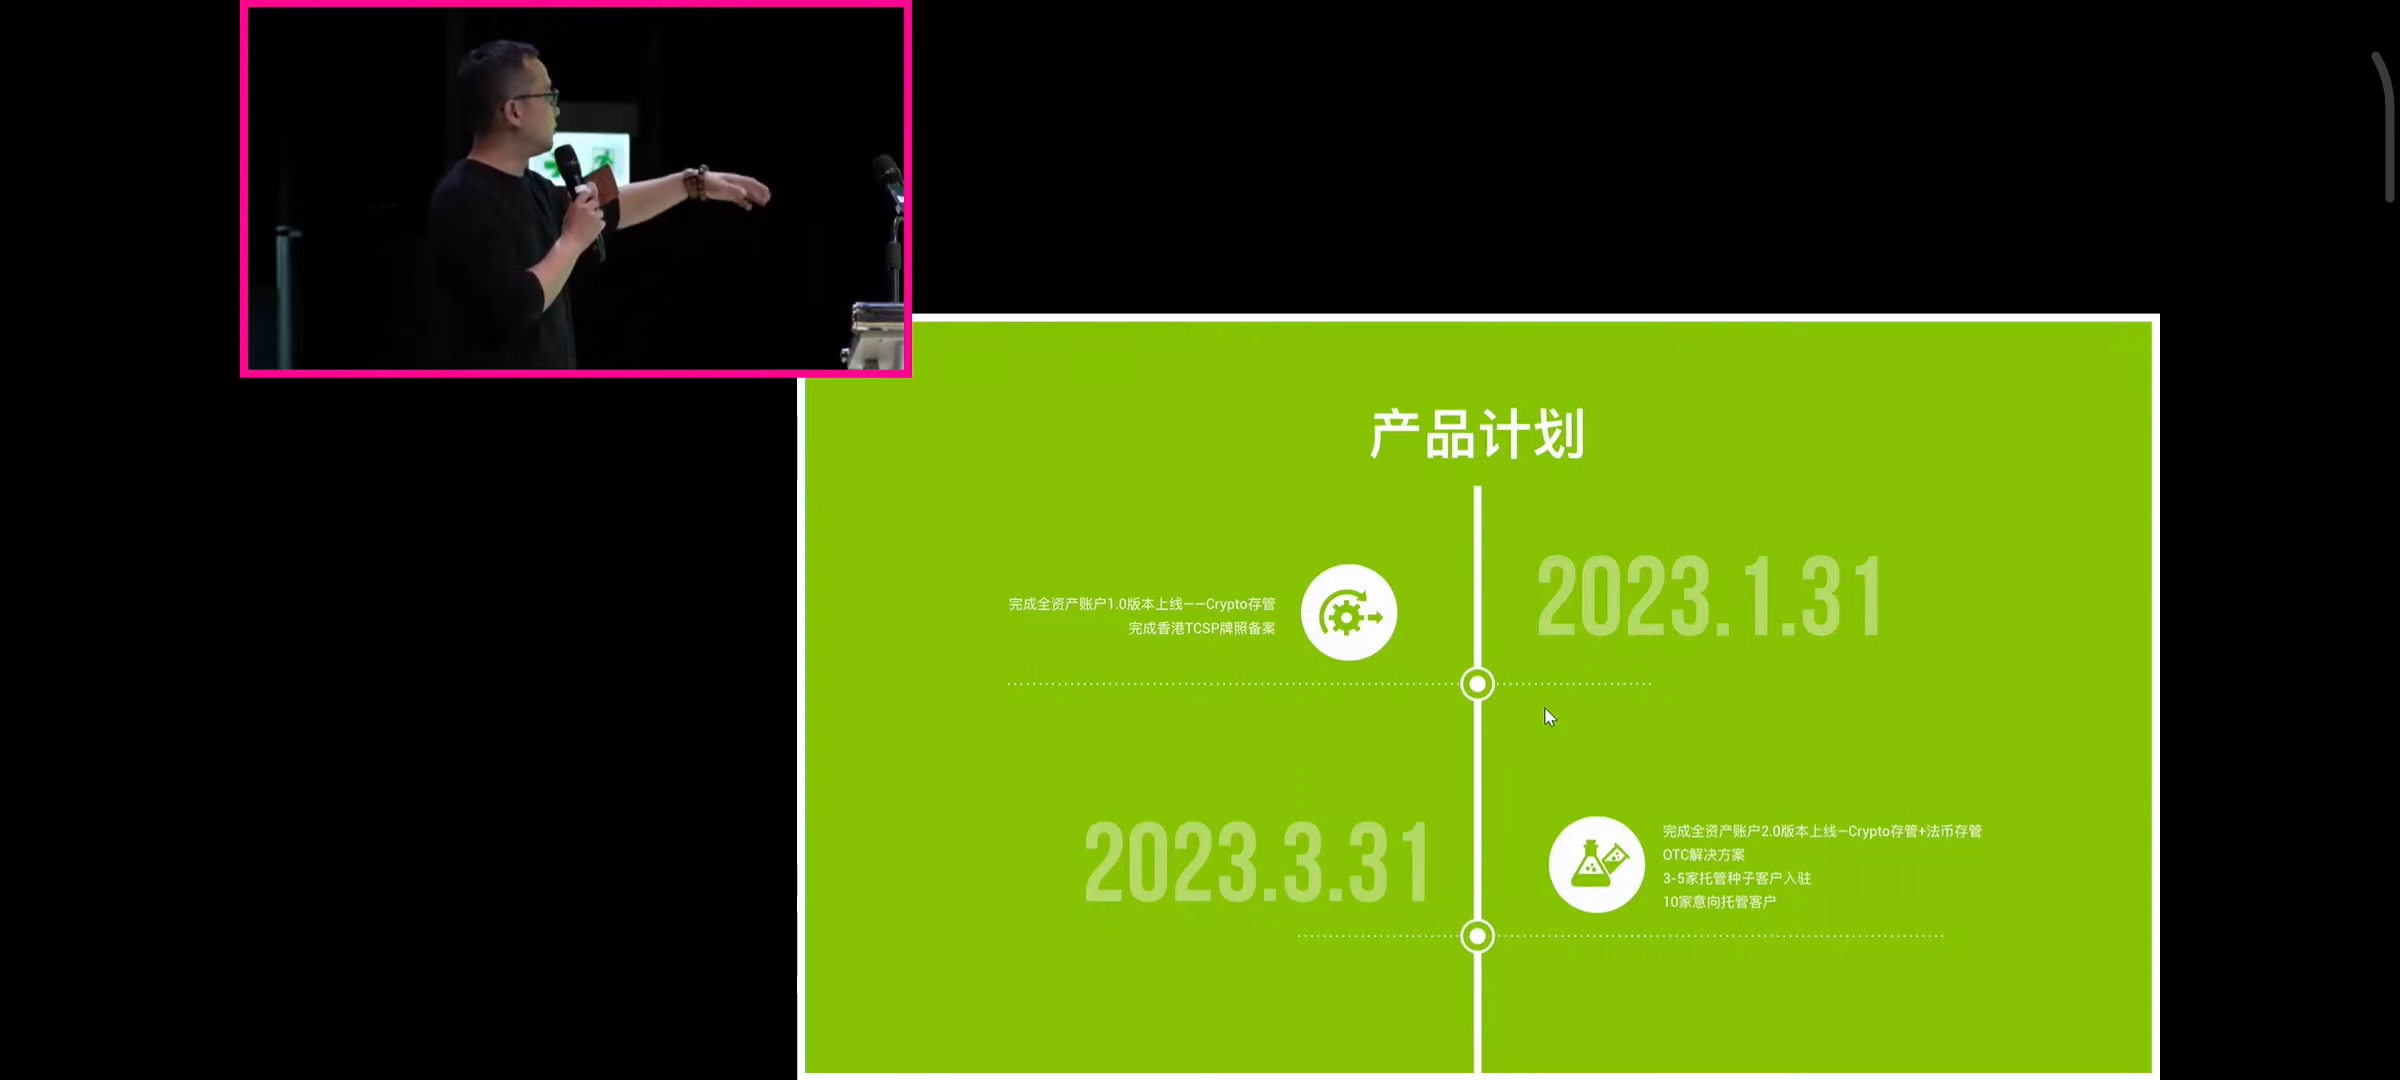 产品计划
2023.1.31
完成全资产账户1.0版本上线——Crypto存管
完成香港TCSP牌照备案
2023.3.31
完成全资产账户2.0版本上线—Crypto存管+法币存管
OTC解决方案
3-5家托管种子客户入驻
10家意向托管客户